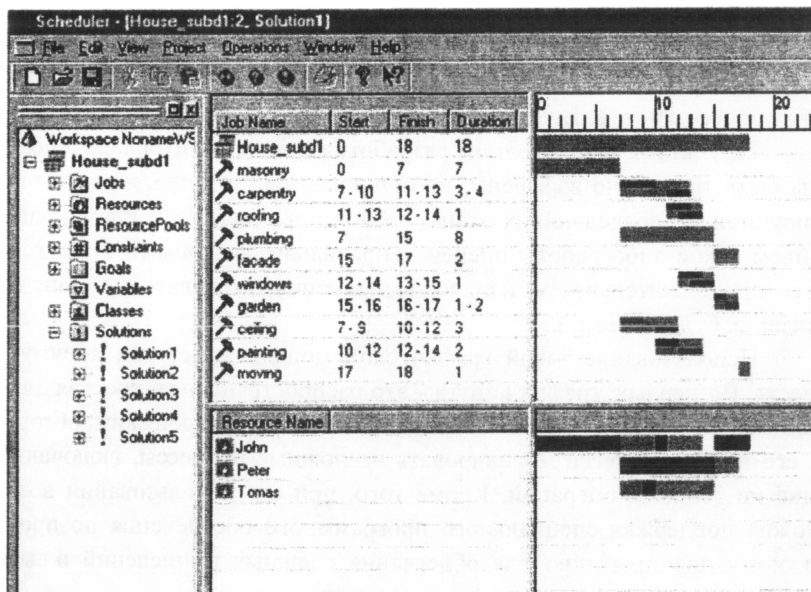 Scheduler - [House_subd1:2, Solution1]
File Edit View Project Operations Window Help
Workspace NonameWS
House_subd1
Jobs
Resources
ResourcePools
Constraints
Goals
Variables
Classes
Solutions
Solution1
Solution2
Solution3
Solution4
Solution5
Job Name Start Finish Duration
House_subd1 0 18 18
masonry 0 7 7
carpentry 7 - 10 11 - 13 3 - 4
roofing 11 - 13 12 - 14 1
plumbing 7 15 8
façade 15 17 2
windows 12 - 14 13 - 15 1
garden 15 - 16 16 - 17 1 - 2
ceiling 7 - 9 10 - 12 3
painting 10 - 12 12 - 14 2
moving 17 18 1
0 10 20
Resource Name
John
Peter
Tomas